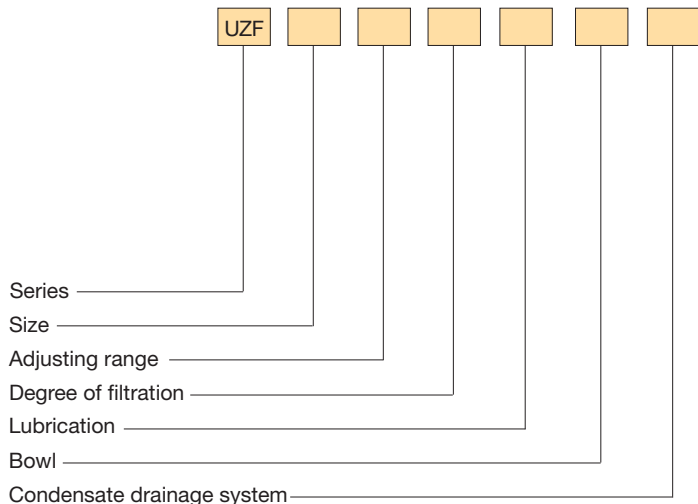 UZF
Series
Size
Adjusting range
Degree of filtration
Lubrication
Bowl
Condensate drainage system